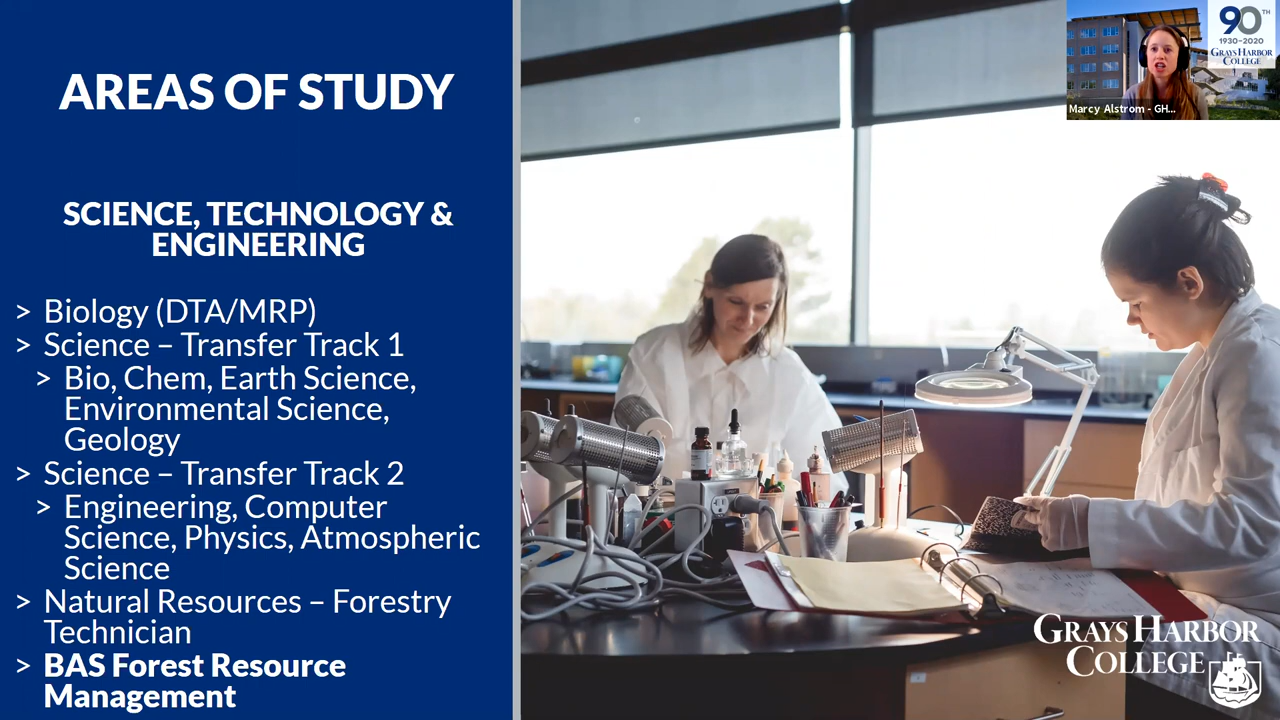 AREAS OF STUDY
SCIENCE, TECHNOLOGY &
ENGINEERING
> Biology (DTA/MRP)
> Science – Transfer Track 1
> Bio, Chem, Earth Science,
Environmental Science,
Geology
> Science – Transfer Track 2
> Engineering, Computer
Science, Physics, Atmospheric
Science
> Natural Resources – Forestry
Technician
> BAS Forest Resource
Management
90TH
1930-2020
GRAYS HARBOR
COLLEGE
Marcy Alstrom - GH...
GRAYS HARBOR
COLLEGE